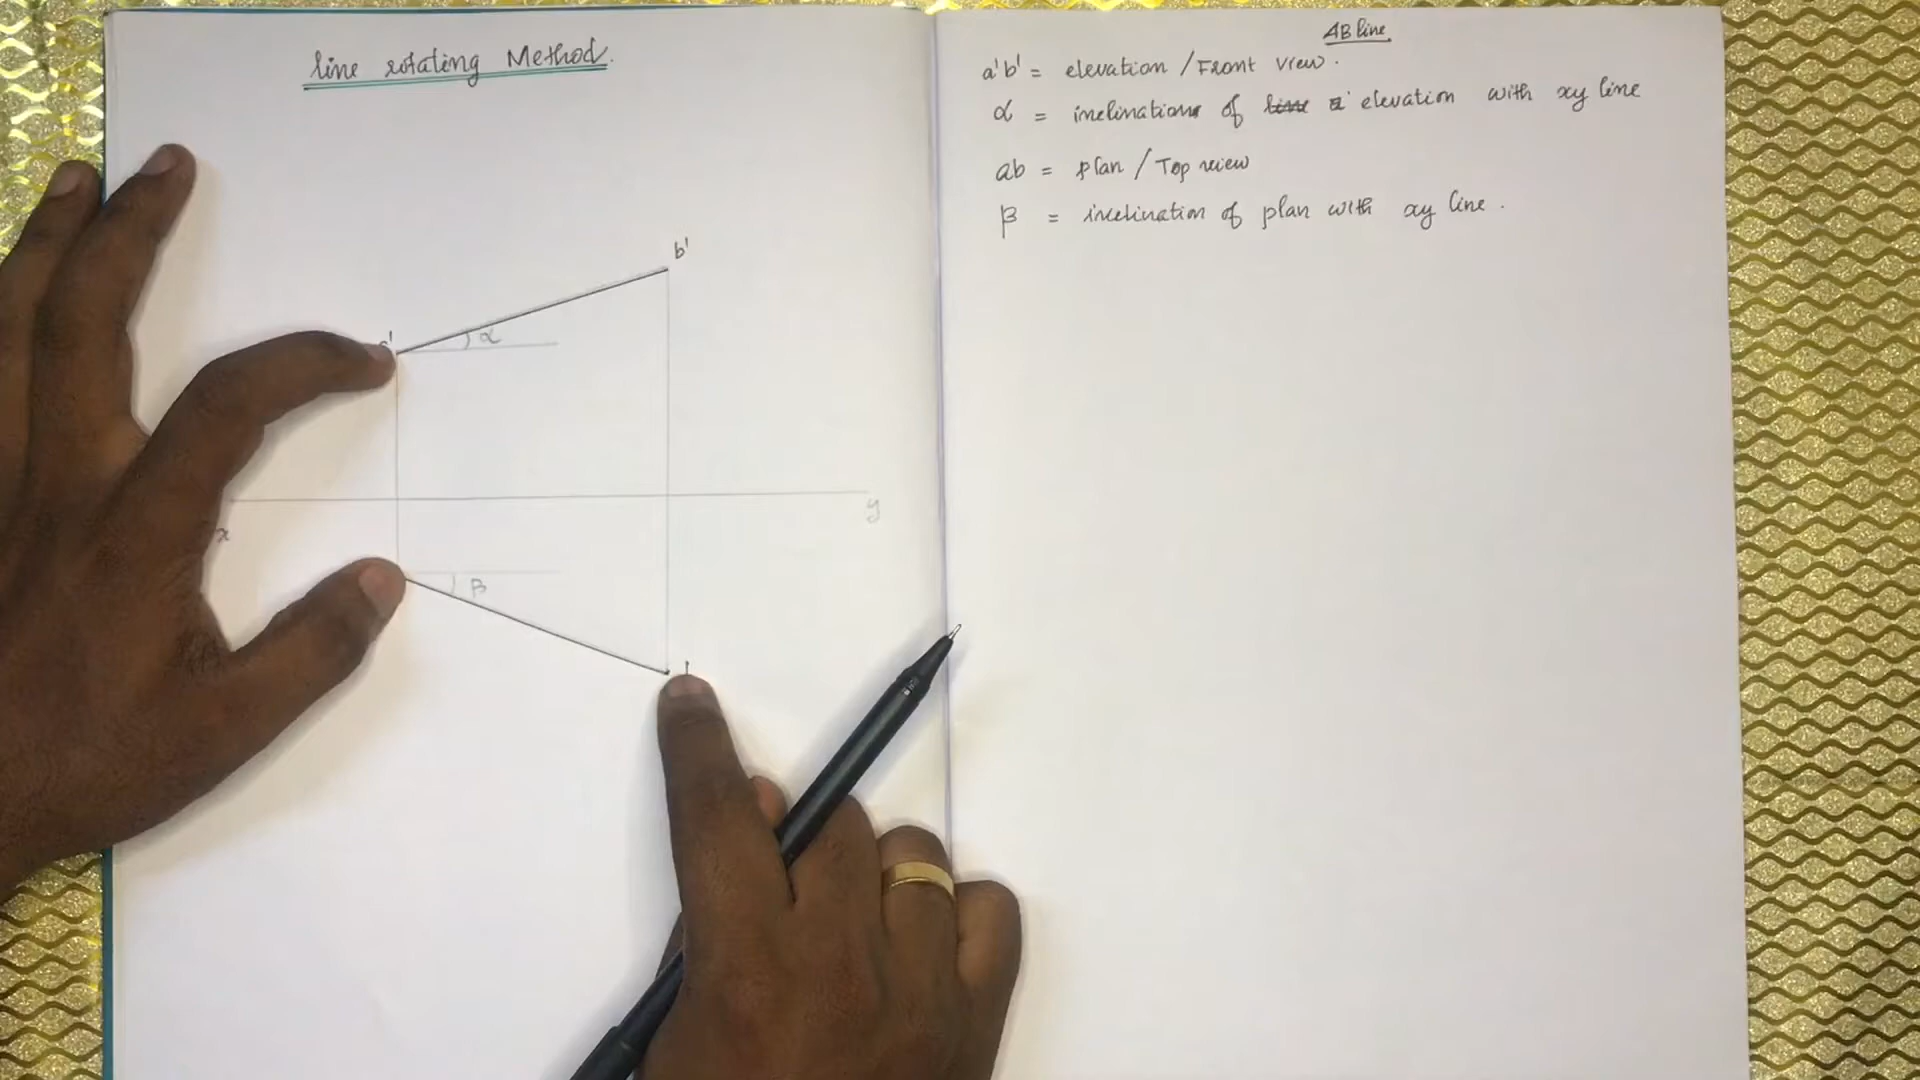 line rotating Method.
b'
α
x
y
β
AB line
a'b' = elevation / Front view.
α = inclination of elevation with xy line
ab = plan / Top view
β = inclination of plan with xy line.